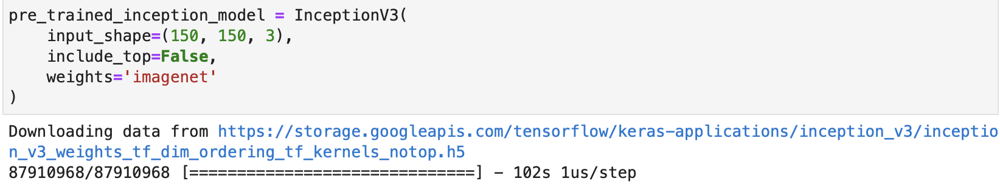 pre_trained_inception_model = InceptionV3(
    input_shape=(150, 150, 3),
    include_top=False,
    weights='imagenet'
)
Downloading data from https://storage.googleapis.com/tensorflow/keras-applications/inception_v3/inceptio
n_v3_weights_tf_dim_ordering_tf_kernels_notop.h5
87910968/87910968 [==============================] - 102s 1us/step